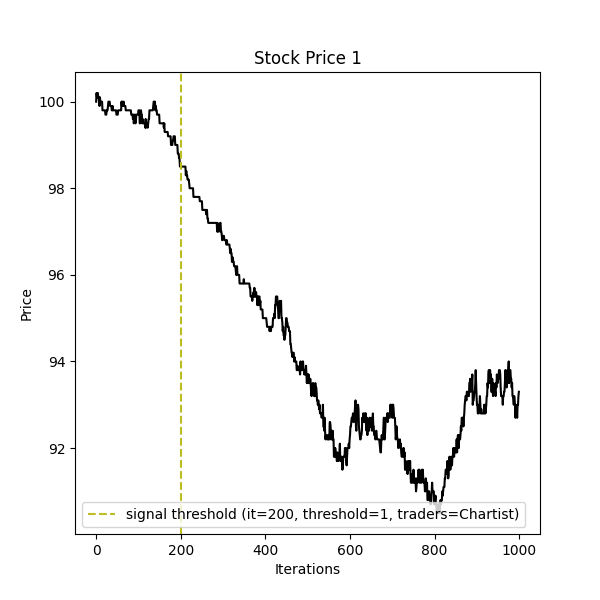 Stock Price 1
Price
100
98
96
94
92
signal threshold (it=200, threshold=1, traders=Chartist)
0 200 400 600 800 1000
Iterations